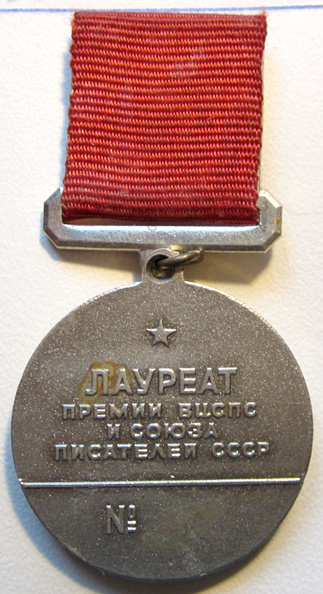 ЛАУРЕАТ
ПРЕМИИ ВЦСПС
И СОЮЗА
ПИСАТЕЛЕЙ СССР
№